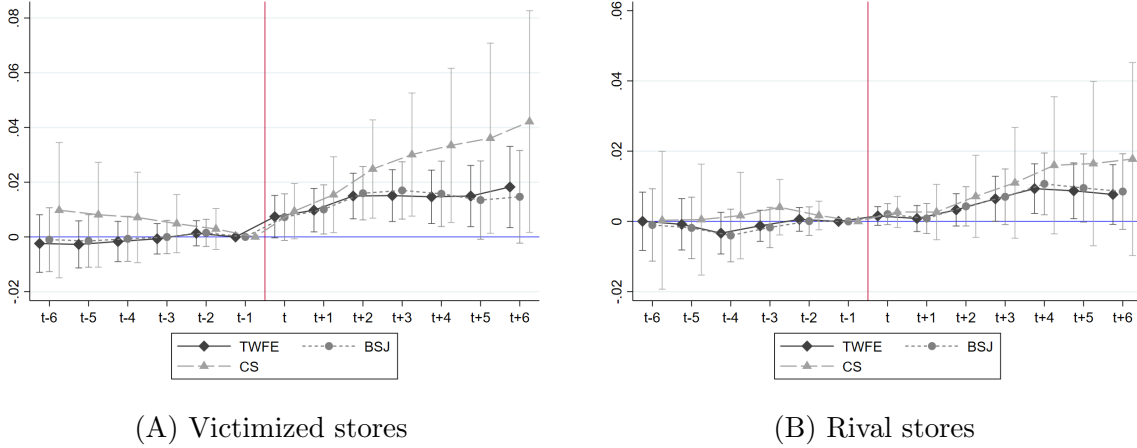 .08
.06
.04
.02
0
-.02
t-6 t-5 t-4 t-3 t-2 t-1 t t+1 t+2 t+3 t+4 t+5 t+6
TWFE BSJ
CS
(A) Victimized stores
.06
.04
.02
0
-.02
t-6 t-5 t-4 t-3 t-2 t-1 t t+1 t+2 t+3 t+4 t+5 t+6
TWFE BSJ
CS
(B) Rival stores